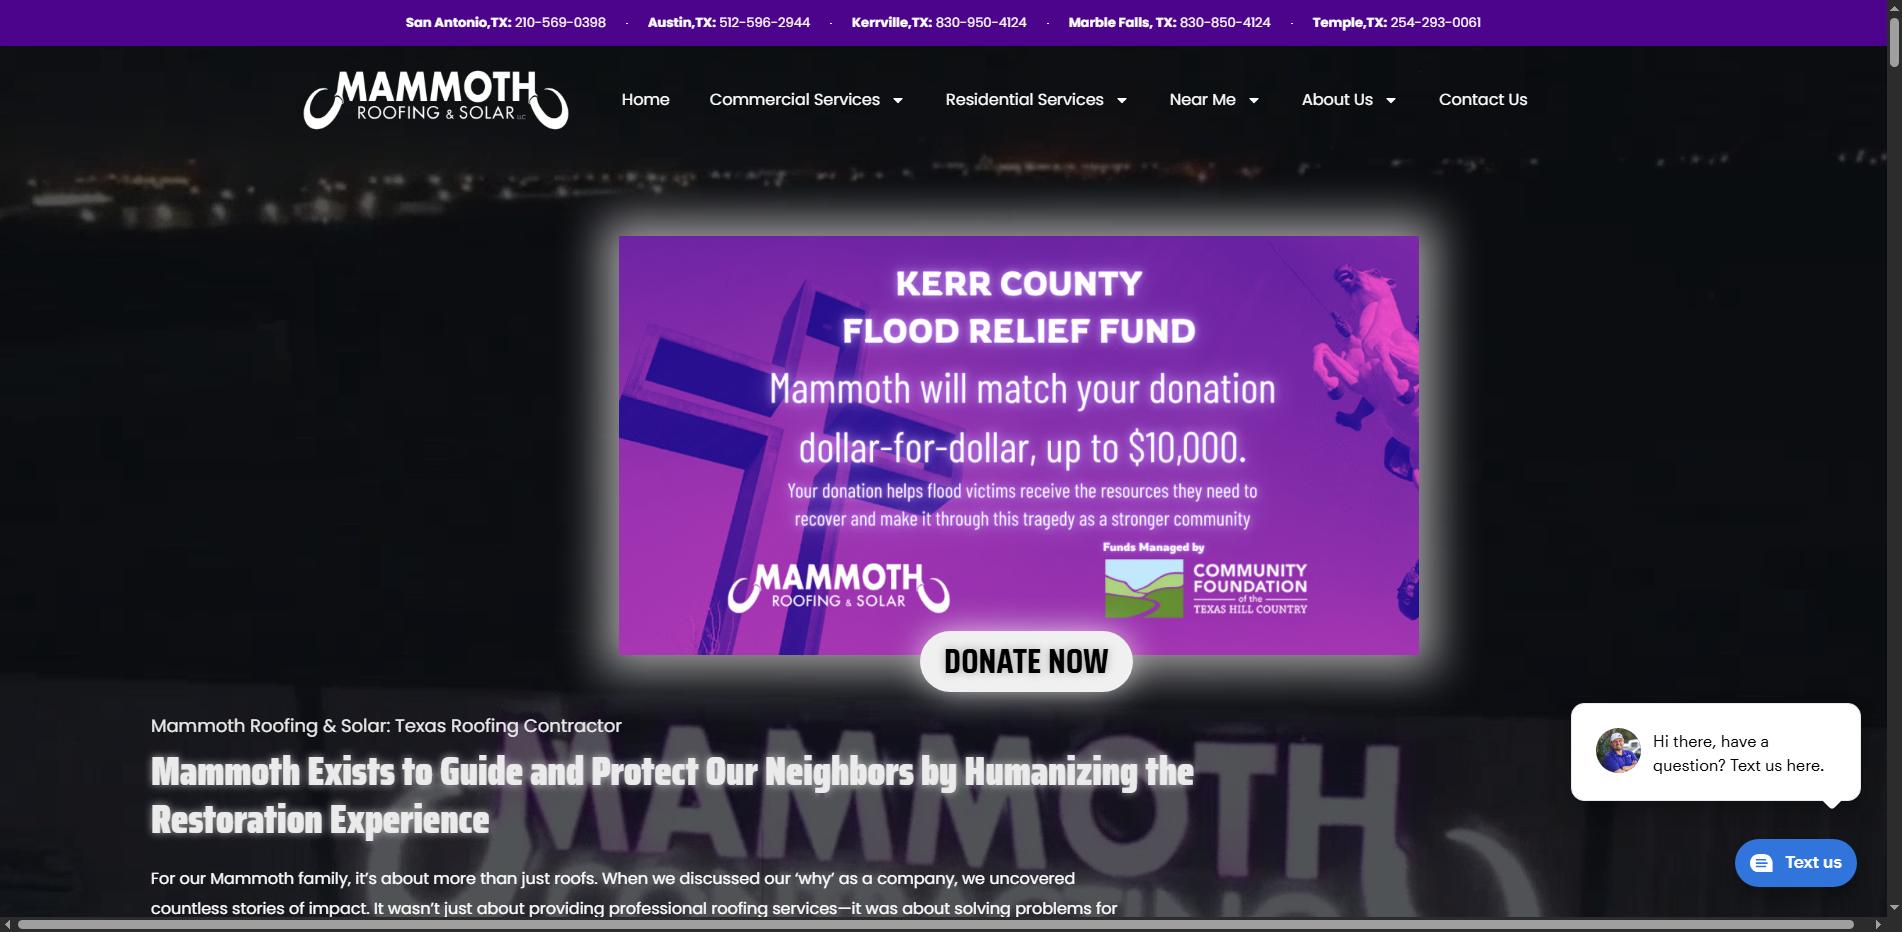 San Antonio,TX: 210-569-0398 · Austin,TX: 512-596-2944 · Kerrville,TX: 830-950-4124 · Marble Falls, TX: 830-850-4124 · Temple,TX: 254-293-0061
MAMMOTH
ROOFING & SOLAR LLC
Home Commercial Services Residential Services Near Me About Us Contact Us
KERR COUNTY
FLOOD RELIEF FUND
Mammoth will match your donation
dollar-for-dollar, up to $10,000.
Your donation helps flood victims receive the resources they need to
recover and make it through this tragedy as a stronger community
Funds Managed by
MAMMOTH
ROOFING & SOLAR
COMMUNITY
FOUNDATION
of the
TEXAS HILL COUNTRY
DONATE NOW
Mammoth Roofing & Solar: Texas Roofing Contractor
Mammoth Exists to Guide and Protect Our Neighbors by Humanizing the
Restoration Experience
For our Mammoth family, it’s about more than just roofs. When we discussed our ‘why’ as a company, we uncovered
countless stories of impact. It wasn’t just about providing professional roofing services—it was about solving problems for
MAMMOTH
Hi there, have a
question? Text us here.
Text us